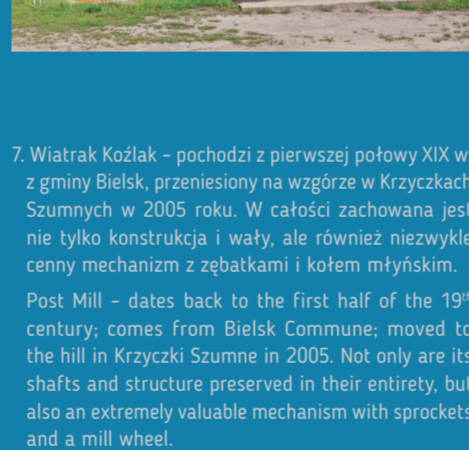 7. Wiatrak Koźlak – pochodzi z pierwszej połowy XIX w
z gminy Bielsk, przeniesiony na wzgórze w Krzyczkach
Szumnych w 2005 roku. W całości zachowana jest
nie tylko konstrukcja i wały, ale również niezwykle
cenny mechanizm z zębatkami i kołem młyńskim.
Post Mill – dates back to the first half of the 19th
century; comes from Bielsk Commune; moved to
the hill in Krzyczki Szumne in 2005. Not only are its
shafts and structure preserved in their entirety, but
also an extremely valuable mechanism with sprockets
and a mill wheel.